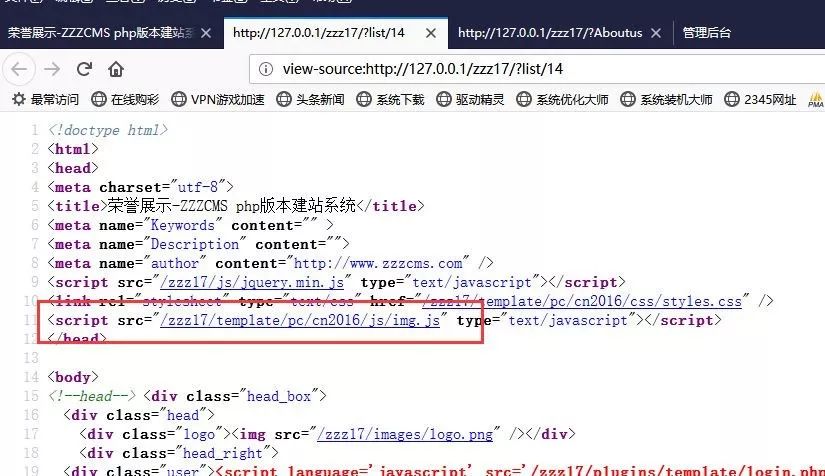 荣誉展示-ZZZCMS php版本建站系
http://127.0.0.1/zzz17/?list/14
http://127.0.0.1/zzz17/?Aboutus
管理后台
view-source:http://127.0.0.1/zzz17/?list/14
最常访问 在线购彩 VPN游戏加速 头条新闻 系统下载 驱动精灵 系统优化大师 系统装机大师 2345网址 PMA
1 <!doctype html>
2 <html>
3 <head>
4 <meta charset="utf-8">
5 <title>荣誉展示-ZZZCMS php版本建站系统</title>
6 <meta name="Keywords" content="" >
7 <meta name="Description" content="">
8 <meta name="author" content="http://www.zzzcms.com" />
9 <script src="/zzz17/js/jquery.min.js" type="text/javascript"></script>
10 <link rel="stylesheet" type="text/css" href="/zzz17/template/pc/cn2016/css/styles.css" />
11 <script src="/zzz17/template/pc/cn2016/js/img.js" type="text/javascript"></script>
12 </head>
13
14 <body>
15 <!--head--> <div class="head_box">
16 <div class="head">
17 <div class="logo"><img src="/zzz17/images/logo.png" /></div>
18 <div class="head_right">
19 <div class="user"><script language='javascript' src='/zzz17/plugins/template/login.php